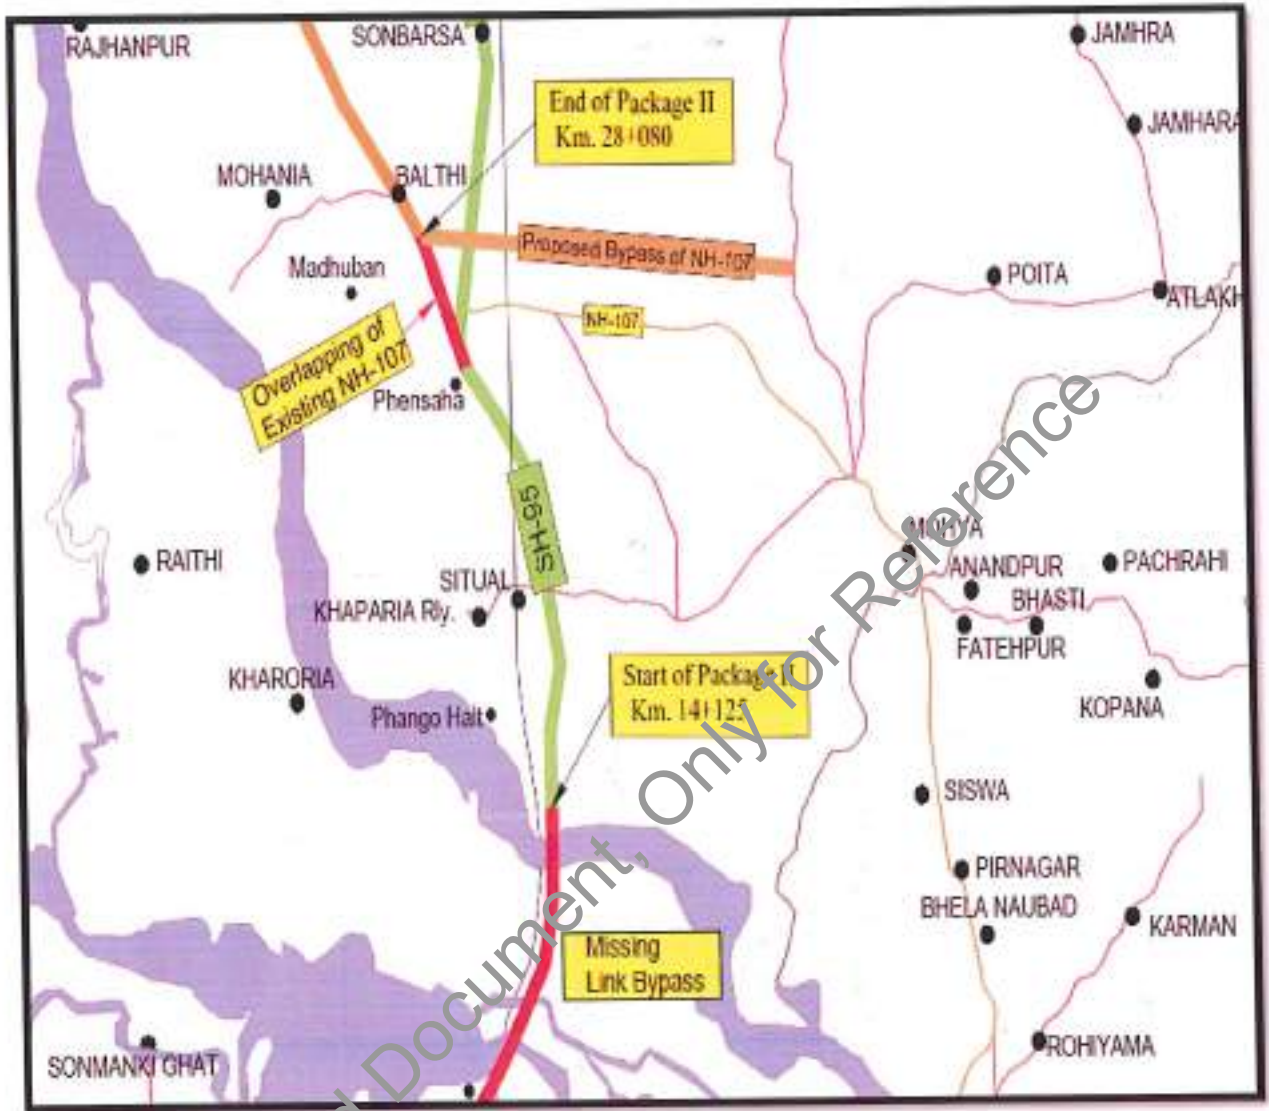 RAJHANPUR
SONBARSA
JAMHRA
End of Package II
Km. 28+080
JAMHARA
MOHANIA
BALTHI
Proposed Bypass of NH-107
Madhuban
POITA
ATLAKH
NH-107
Overlapping of
Existing NH-107
Phensaha
SH-95
MOHYA
RAITHI
SITUAL
ANANDPUR
PACHRAHI
KHAPARIA Rly.
BHASTI
FATEHPUR
KHARORIA
Start of Package II
Km. 14+125
Phango Halt
KOPANA
SISWA
PIRNAGAR
BHELA NAUBAD
KARMAN
Missing
Link Bypass
SONMANKI GHAT
ROHIYAMA
d Document, Only for Reference